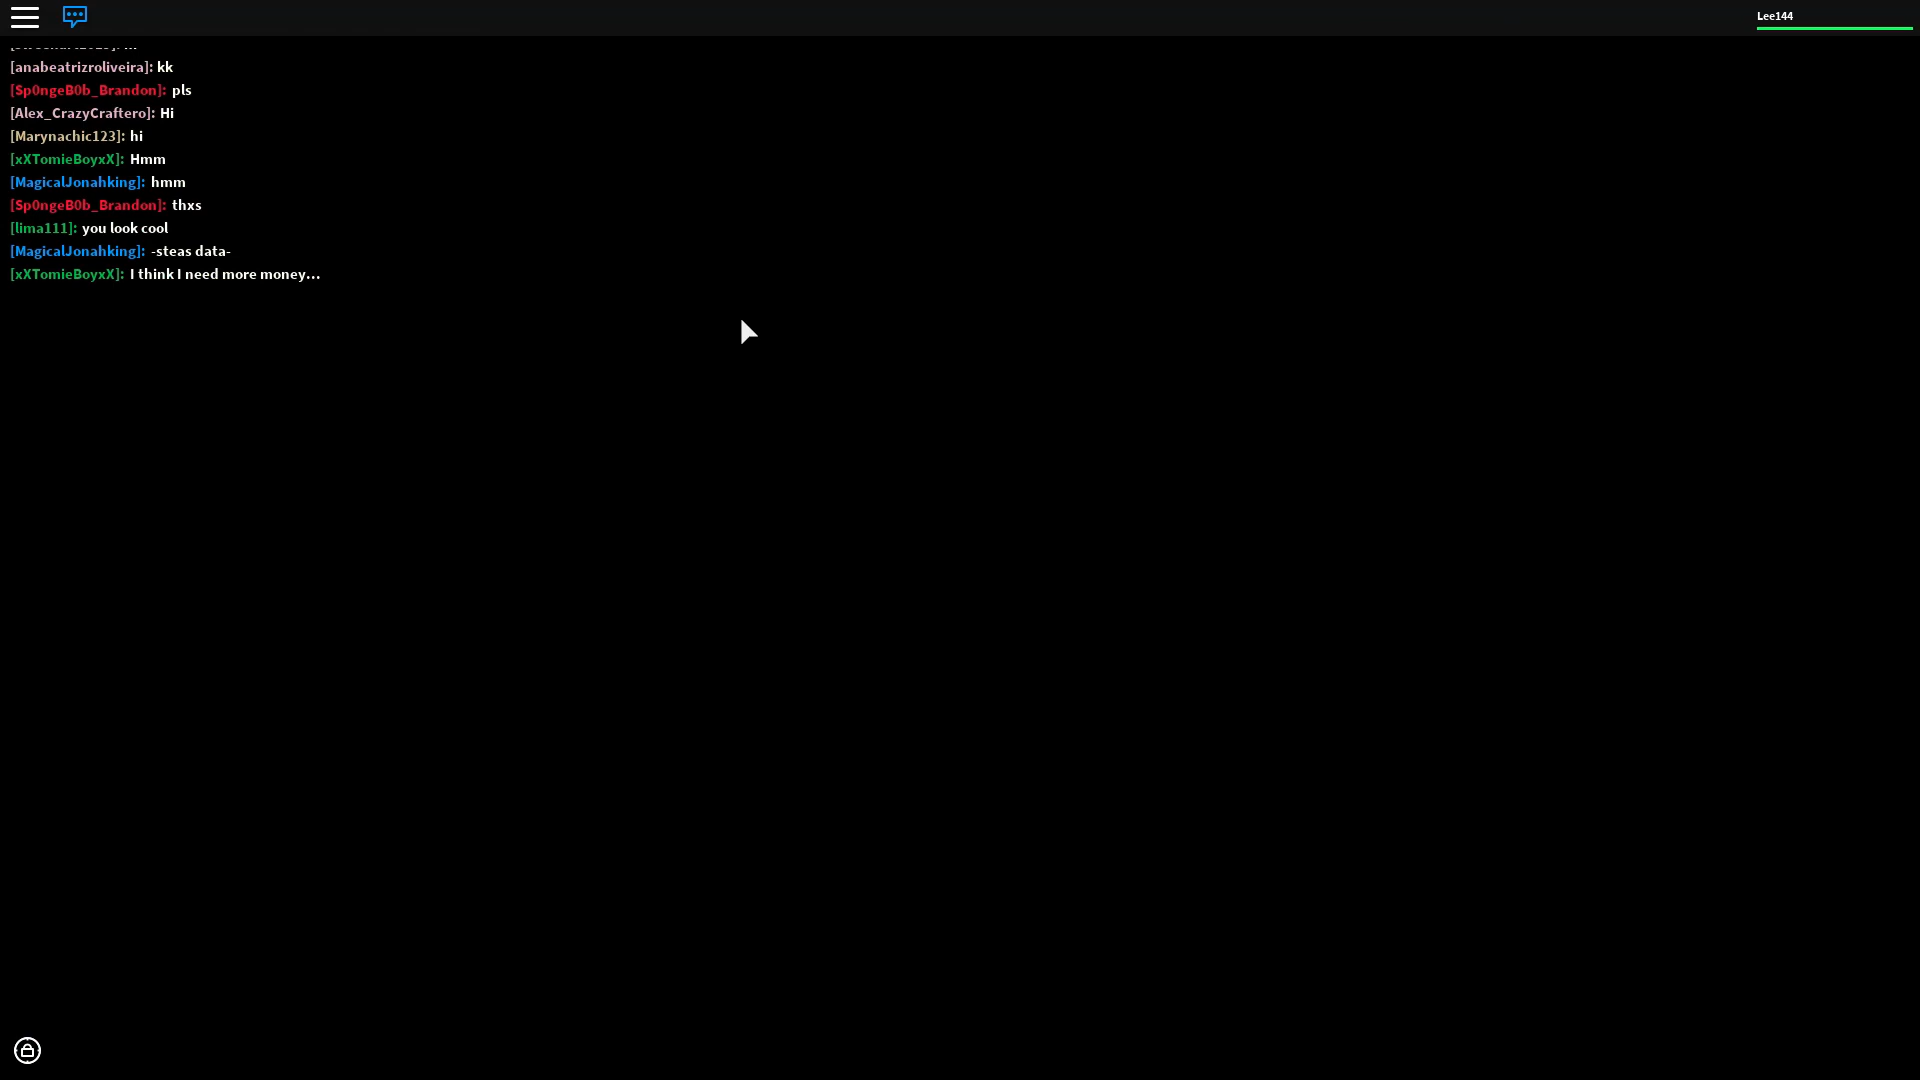 Lee144
[anabeatrizroliveira]: kk
[Sp0ngeB0b_Brandon]: pls
[Alex_CrazyCraftero]: Hi
[Marynachic123]: hi
[xXTomieBoyxX]: Hmm
[MagicalJonahking]: hmm
[Sp0ngeB0b_Brandon]: thxs
[lima111]: you look cool
[MagicalJonahking]: -steas data-
[xXTomieBoyxX]: I think I need more money...